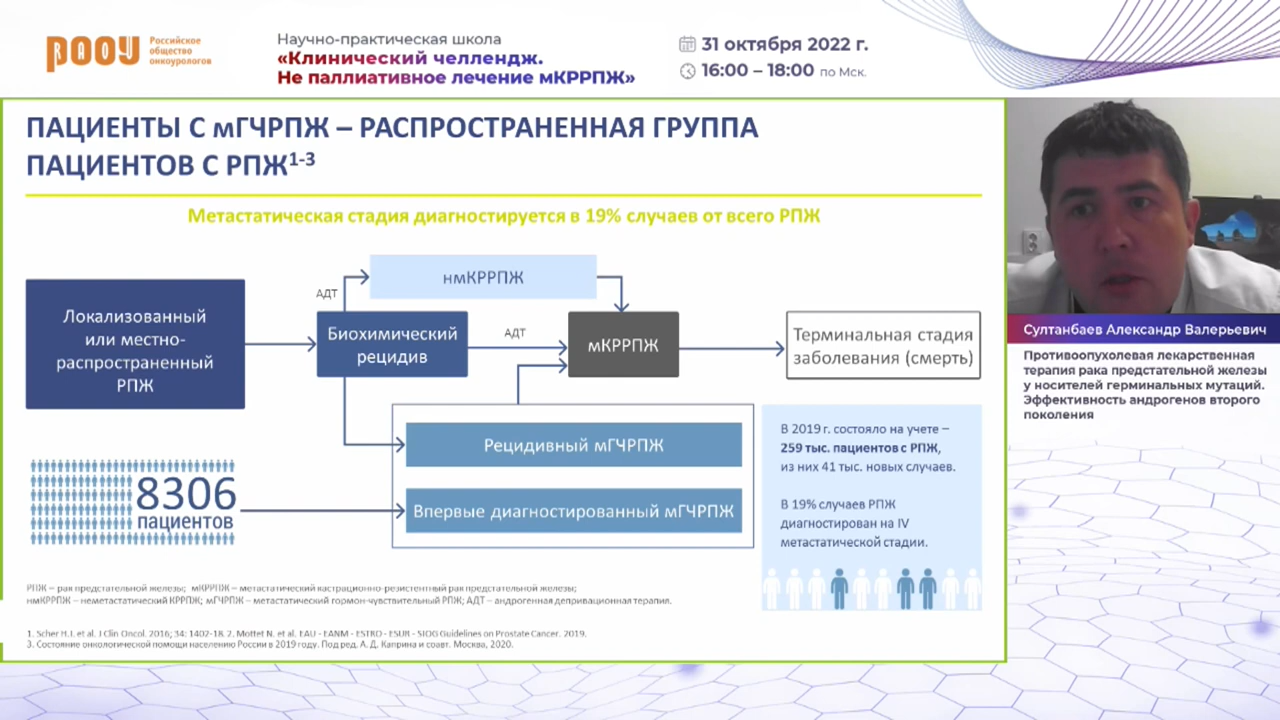 РАОУ
Российское
общество
онкоурологов
Научно-практическая школа
«Клинический челлендж.
Не паллиативное лечение мКРРПЖ»
31 октября 2022 г.
16:00 – 18:00 по Мск.
ПАЦИЕНТЫ С мГЧРПЖ – РАСПРОСТРАНЕННАЯ ГРУППА
ПАЦИЕНТОВ С РПЖ1-3
Метастатическая стадия диагностируется в 19% случаев от всего РПЖ
Локализованный
или местно-
распространенный
РПЖ
АДТ
нмКРРПЖ
Биохимический
рецидив
АДТ
мКРРПЖ
Терминальная стадия
заболевания (смерть)
Рецидивный мГЧРПЖ
Впервые диагностированный мГЧРПЖ
8306
пациентов
В 2019 г. состояло на учете –
259 тыс. пациентов с РПЖ,
из них 41 тыс. новых случаев.
В 19% случаев РПЖ
диагностирован на IV
метастатической стадии.
РПЖ – рак предстательной железы; мКРРПЖ – метастатический кастрационно-резистентный рак предстательной железы;
нмКРРПЖ – неметастатический КРРПЖ; мГЧРПЖ – метастатический гормон-чувствительный РПЖ; АДТ – андрогенная депривационная терапия.
1. Scher H.I. et al. J Clin Oncol. 2016; 34: 1402-18. 2. Mottet N. et al. EAU - EANM - ESTRO - ESUR - SIOG Guidelines on Prostate Cancer. 2019.
3. Состояние онкологической помощи населению России в 2019 году. Под ред. А. Д. Каприна и соавт. Москва, 2020.
Султанбаев Александр Валерьевич
Противоопухолевая лекарственная
терапия рака предстательной железы
у носителей герминальных мутаций.
Эффективность андрогенов второго
поколения